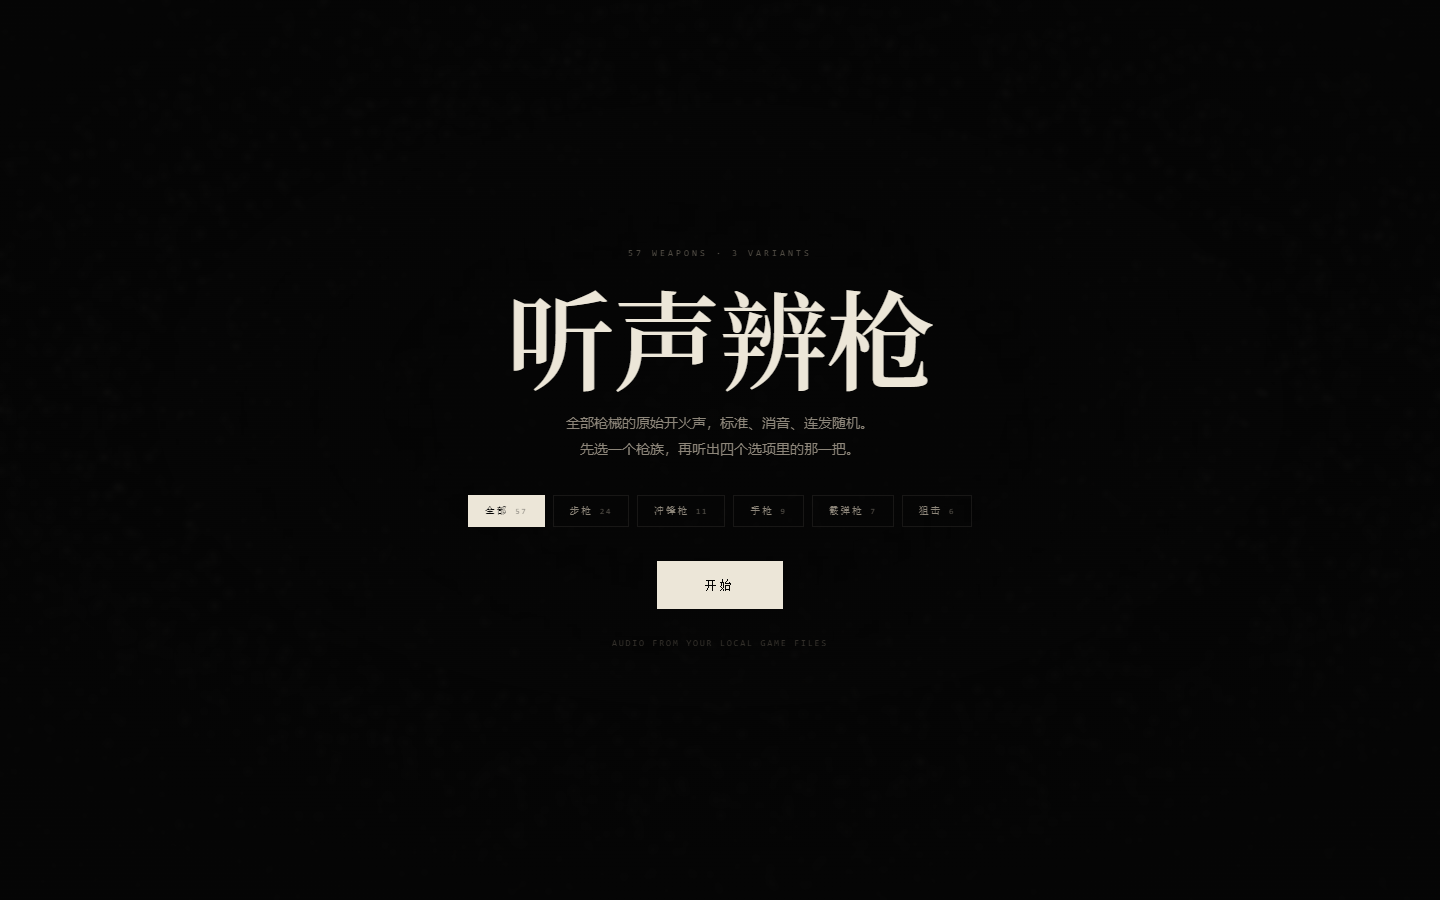 57 WEAPONS · 3 VARIANTS
听声辨枪
全部枪械的原始开火声，标准、消音、连发随机。
先选一个枪族，再听出四个选项里的那一把。
全部 57 步枪 24 冲锋枪 11 手枪 9 霰弹枪 7 狙击 6
开始
AUDIO FROM YOUR LOCAL GAME FILES